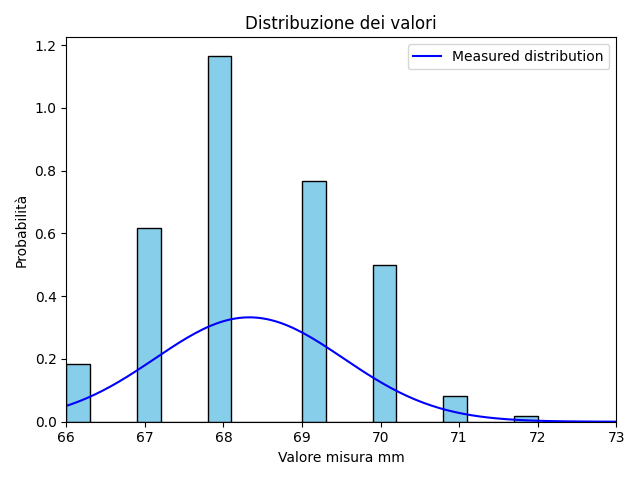 Distribuzione dei valori
Measured distribution
1.2
1.0
0.8
0.6
0.4
0.2
0.0
Probabilità
66 67 68 69 70 71 72 73
Valore misura mm